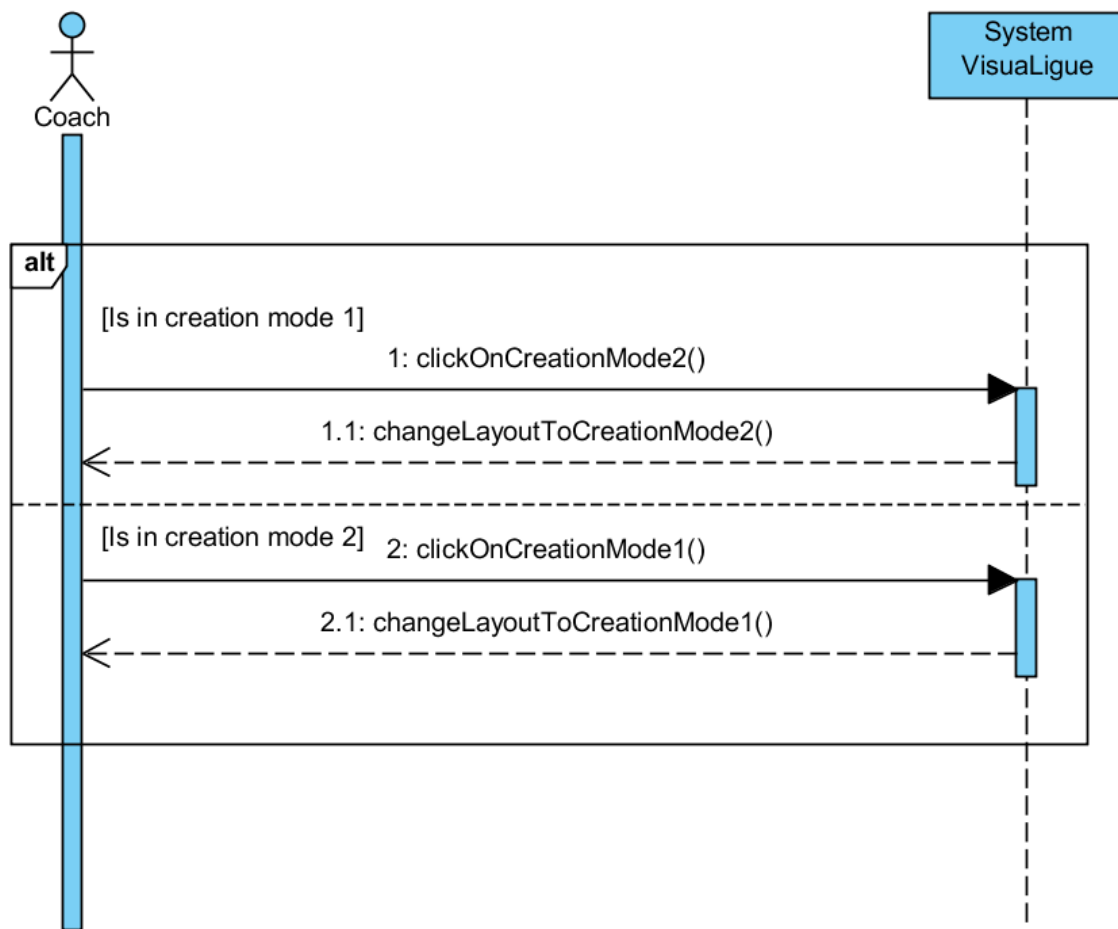 System
VisuaLigue
Coach
alt
[Is in creation mode 1]
1: clickOnCreationMode2()
1.1: changeLayoutToCreationMode2()
[Is in creation mode 2]
2: clickOnCreationMode1()
2.1: changeLayoutToCreationMode1()